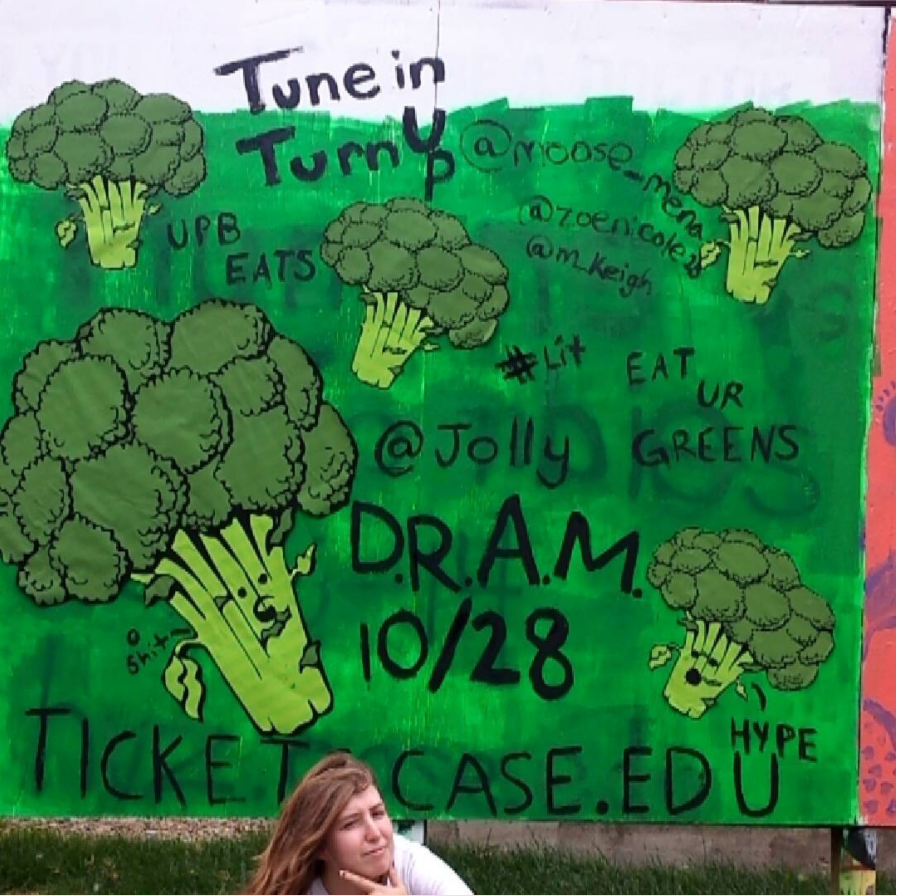 Tune in
Turn Up
@moose_mena
@zoenicole23
@m_keigh
UPB
EATS
#Lit
EAT
UR
GREENS
@Jolly
D.R.A.M.
10/28
O
Shit
HYPE
TICKET CASE.EDU